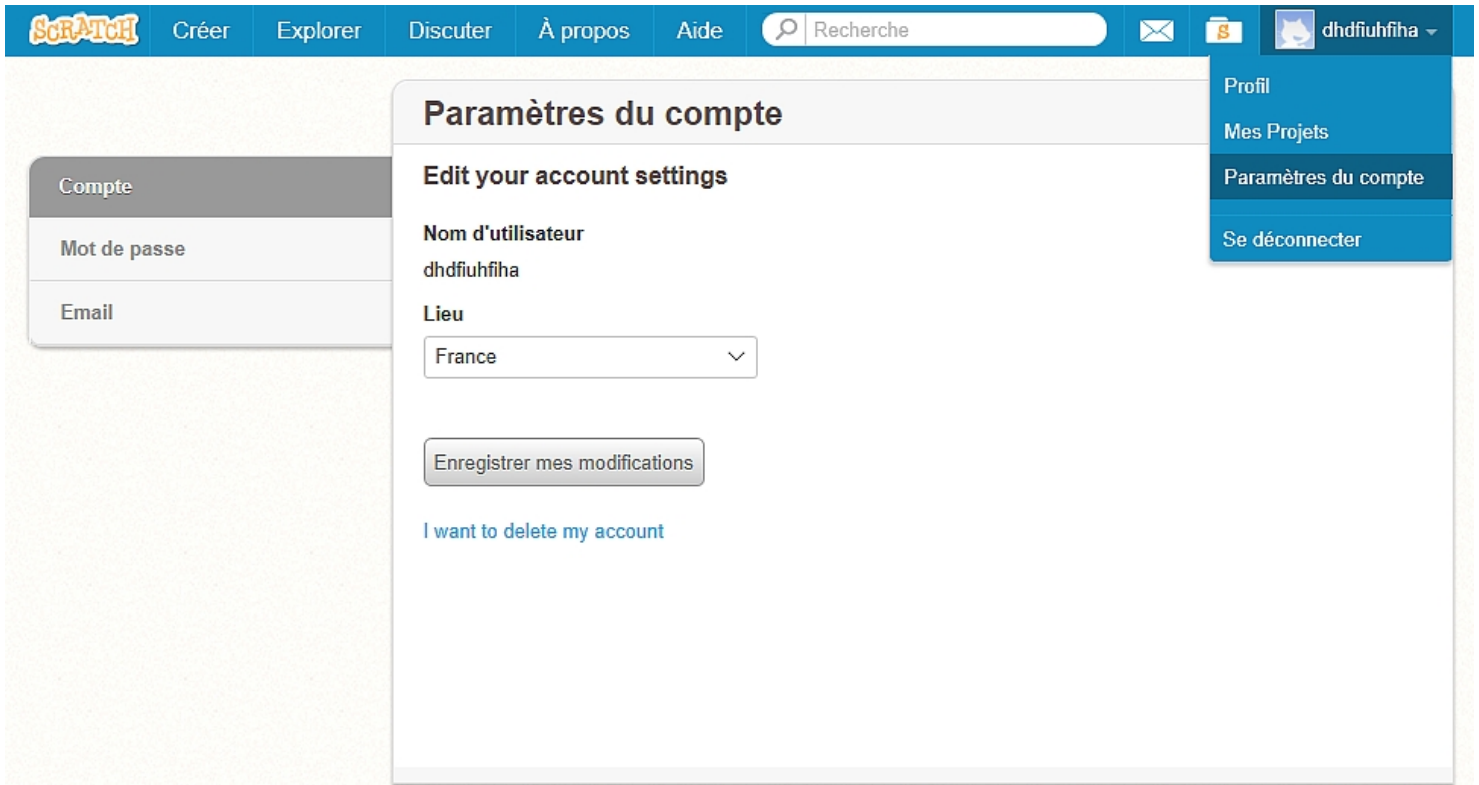 SCRATCH Créer Explorer Discuter À propos Aide Recherche S dhdfiuhfiha
Profil
Mes Projets
Paramètres du compte
Se déconnecter
Paramètres du compte
Compte
Mot de passe
Email
Edit your account settings
Nom d'utilisateur
dhdfiuhfiha
Lieu
France
Enregistrer mes modifications
I want to delete my account